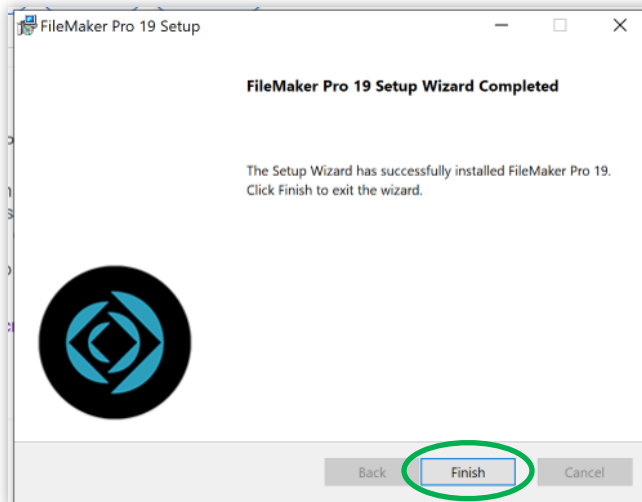 FileMaker Pro 19 Setup
FileMaker Pro 19 Setup Wizard Completed
The Setup Wizard has successfully installed FileMaker Pro 19.
Click Finish to exit the wizard.
Back
Finish
Cancel